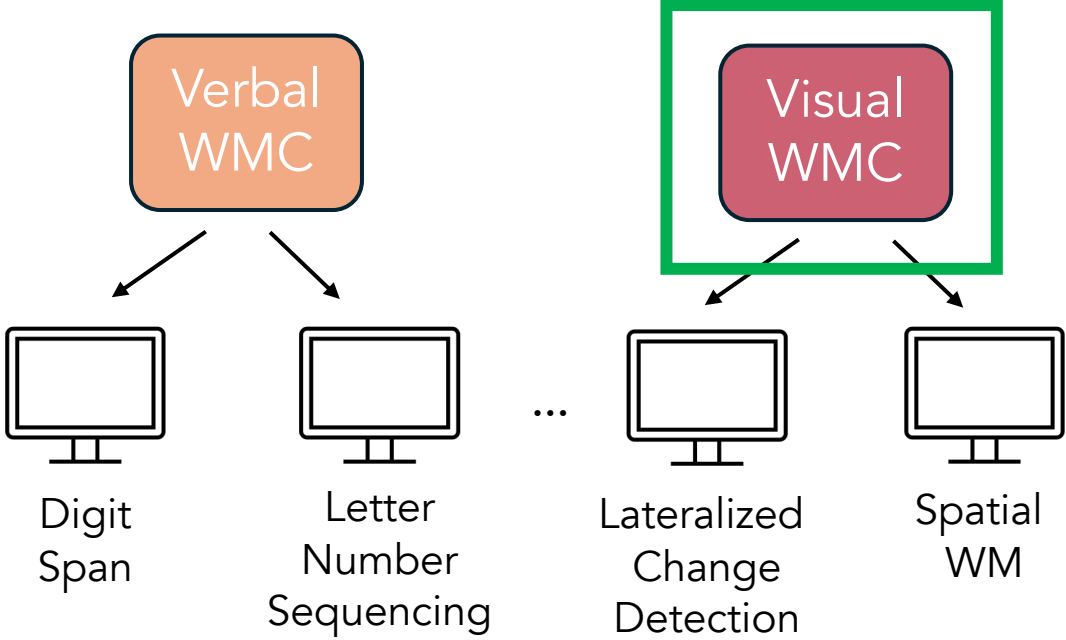 Verbal
WMC
Visual
WMC
...
Digit
Span
Letter
Number
Sequencing
Lateralized
Change
Detection
Spatial
WM